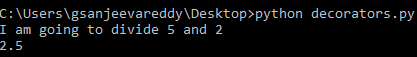 C:\Users\gsanjeevareddy\Desktop>python decorators.py
I am going to divide 5 and 2
2.5